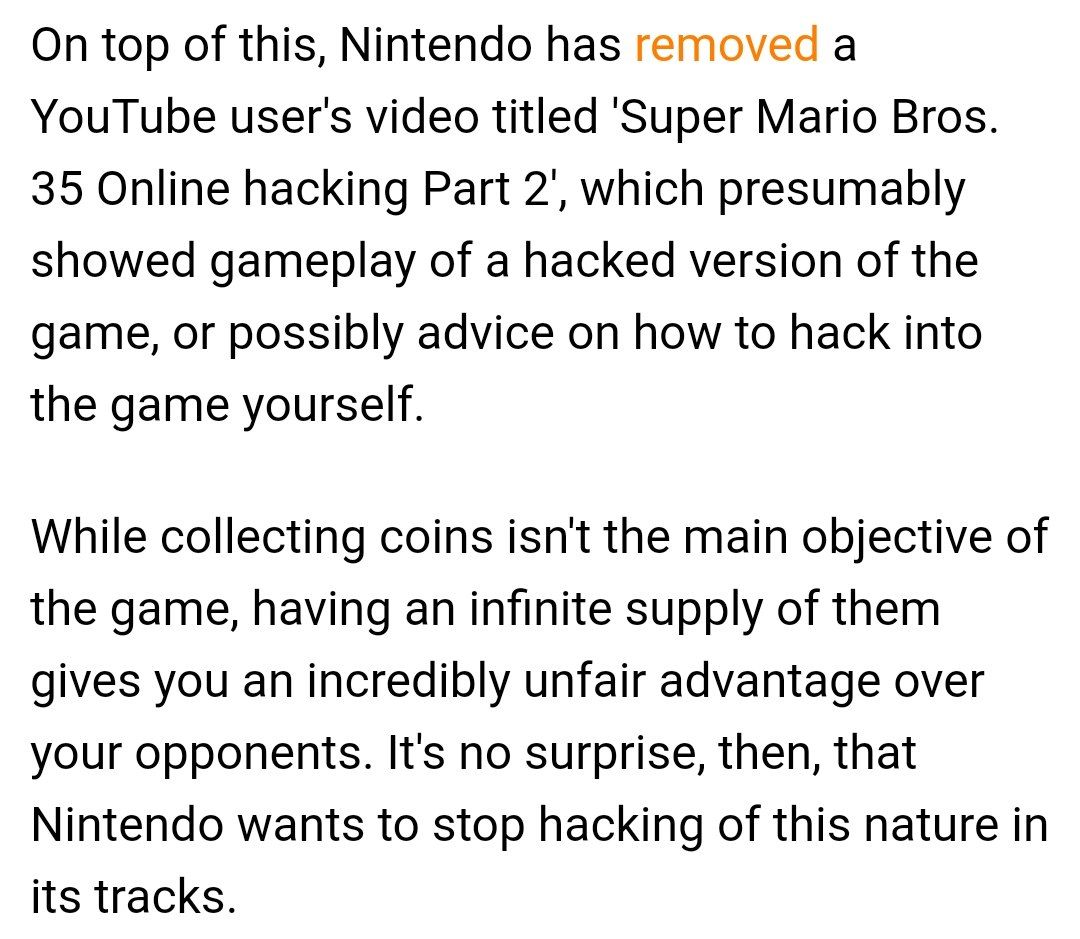 On top of this, Nintendo has removed a
YouTube user's video titled 'Super Mario Bros.
35 Online hacking Part 2', which presumably
showed gameplay of a hacked version of the
game, or possibly advice on how to hack into
the game yourself.
While collecting coins isn't the main objective of
the game, having an infinite supply of them
gives you an incredibly unfair advantage over
your opponents. It's no surprise, then, that
Nintendo wants to stop hacking of this nature in
its tracks.